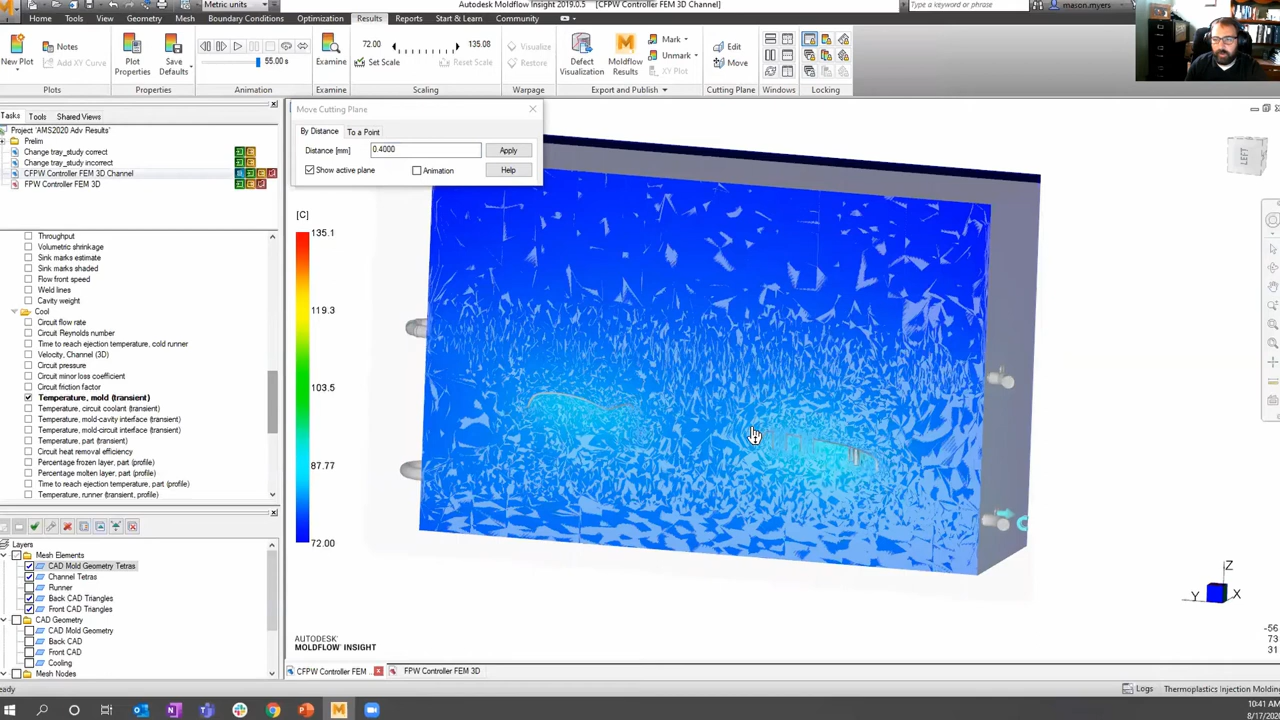 Metric units
Autodesk Moldflow Insight 2019.0.5 [CFPW Controller FEM 3D Channel]
Type a keyword or phrase
mason.myers
Home Tools View Geometry Mesh Boundary Conditions Optimization Results Reports Start & Learn Community
New Plot
Notes
Add XY Curve
Plots
Plot Properties
Save Defaults
Properties
55.00 s
Animation
Examine
Examine
72.00 135.08
Set Scale Reset Scale
Scaling
Visualize
Restore
Warpage
Defect Visualization
Moldflow Results
Mark
Unmark
XY Plot
Export and Publish
Edit
Move
Cutting Plane
Windows
Locking
Tasks Tools Shared Views
Project 'AMS2020 Adv Results'
Prelim
Change tray_study correct
Change tray_study incorrect
CFPW Controller FEM 3D Channel
FPW Controller FEM 3D
Throughput
Volumetric shrinkage
Sink marks estimate
Sink marks shaded
Flow front speed
Weld lines
Cavity weight
Cool
Circuit flow rate
Circuit Reynolds number
Time to reach ejection temperature, cold runner
Velocity, Channel (3D)
Circuit pressure
Circuit minor loss coefficient
Circuit friction factor
Temperature, mold (transient)
Temperature, circuit coolant (transient)
Temperature, mold-cavity interface (transient)
Temperature, mold-circuit interface (transient)
Temperature, part (transient)
Circuit heat removal efficiency
Percentage frozen layer, part (profile)
Percentage molten layer, part (profile)
Time to reach ejection temperature, part (profile)
Temperature, runner (transient, profile)
Layers
Mesh Elements
CAD Mold Geometry Tetras
Channel Tetras
Runner
Back CAD Triangles
Front CAD Triangles
CAD Geometry
CAD Mold Geometry
Back CAD
Front CAD
Cooling
Mesh Nodes
Move Cutting Plane
By Distance To a Point
Distance [mm] 0.4000 Apply
Show active plane Animation Help
[C]
135.1
119.3
103.5
87.77
72.00
LEFT
Z
Y X
-56
73
31
AUTODESK
MOLDFLOW INSIGHT
CFPW Controller FEM ... FPW Controller FEM 3D
eady
Logs Thermoplastics Injection Molding
10:41 AM